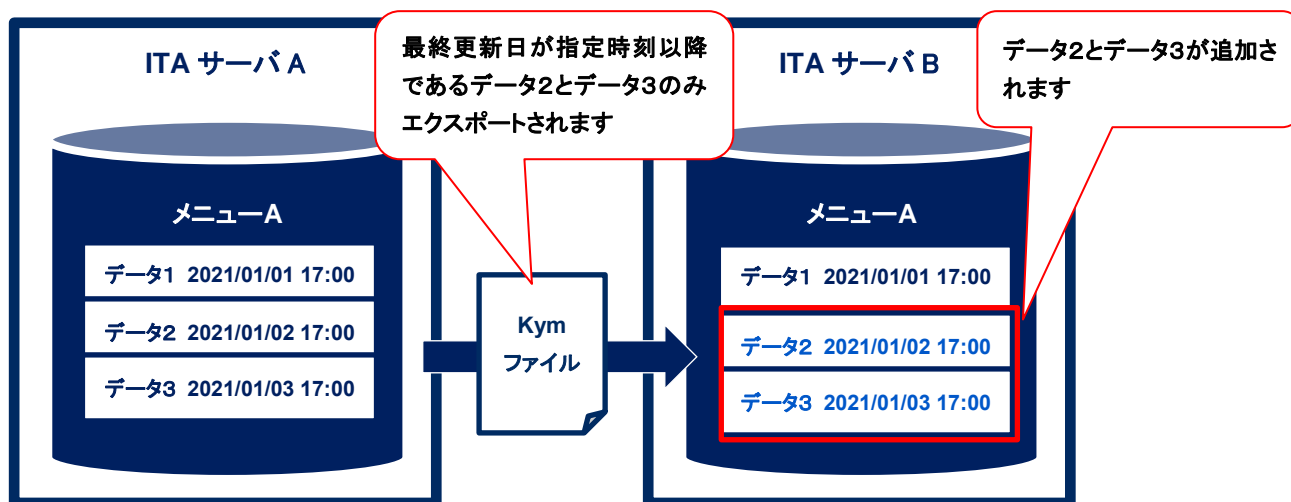 ITA サーバ A
メニューA
データ1 2021/01/01 17:00
データ2 2021/01/02 17:00
データ3 2021/01/03 17:00
最終更新日が指定時刻以降
であるデータ2とデータ3のみ
エクスポートされます
Kym
ファイル
ITA サーバ B
メニューA
データ1 2021/01/01 17:00
データ2 2021/01/02 17:00
データ3 2021/01/03 17:00
データ2とデータ3が追加さ
れます